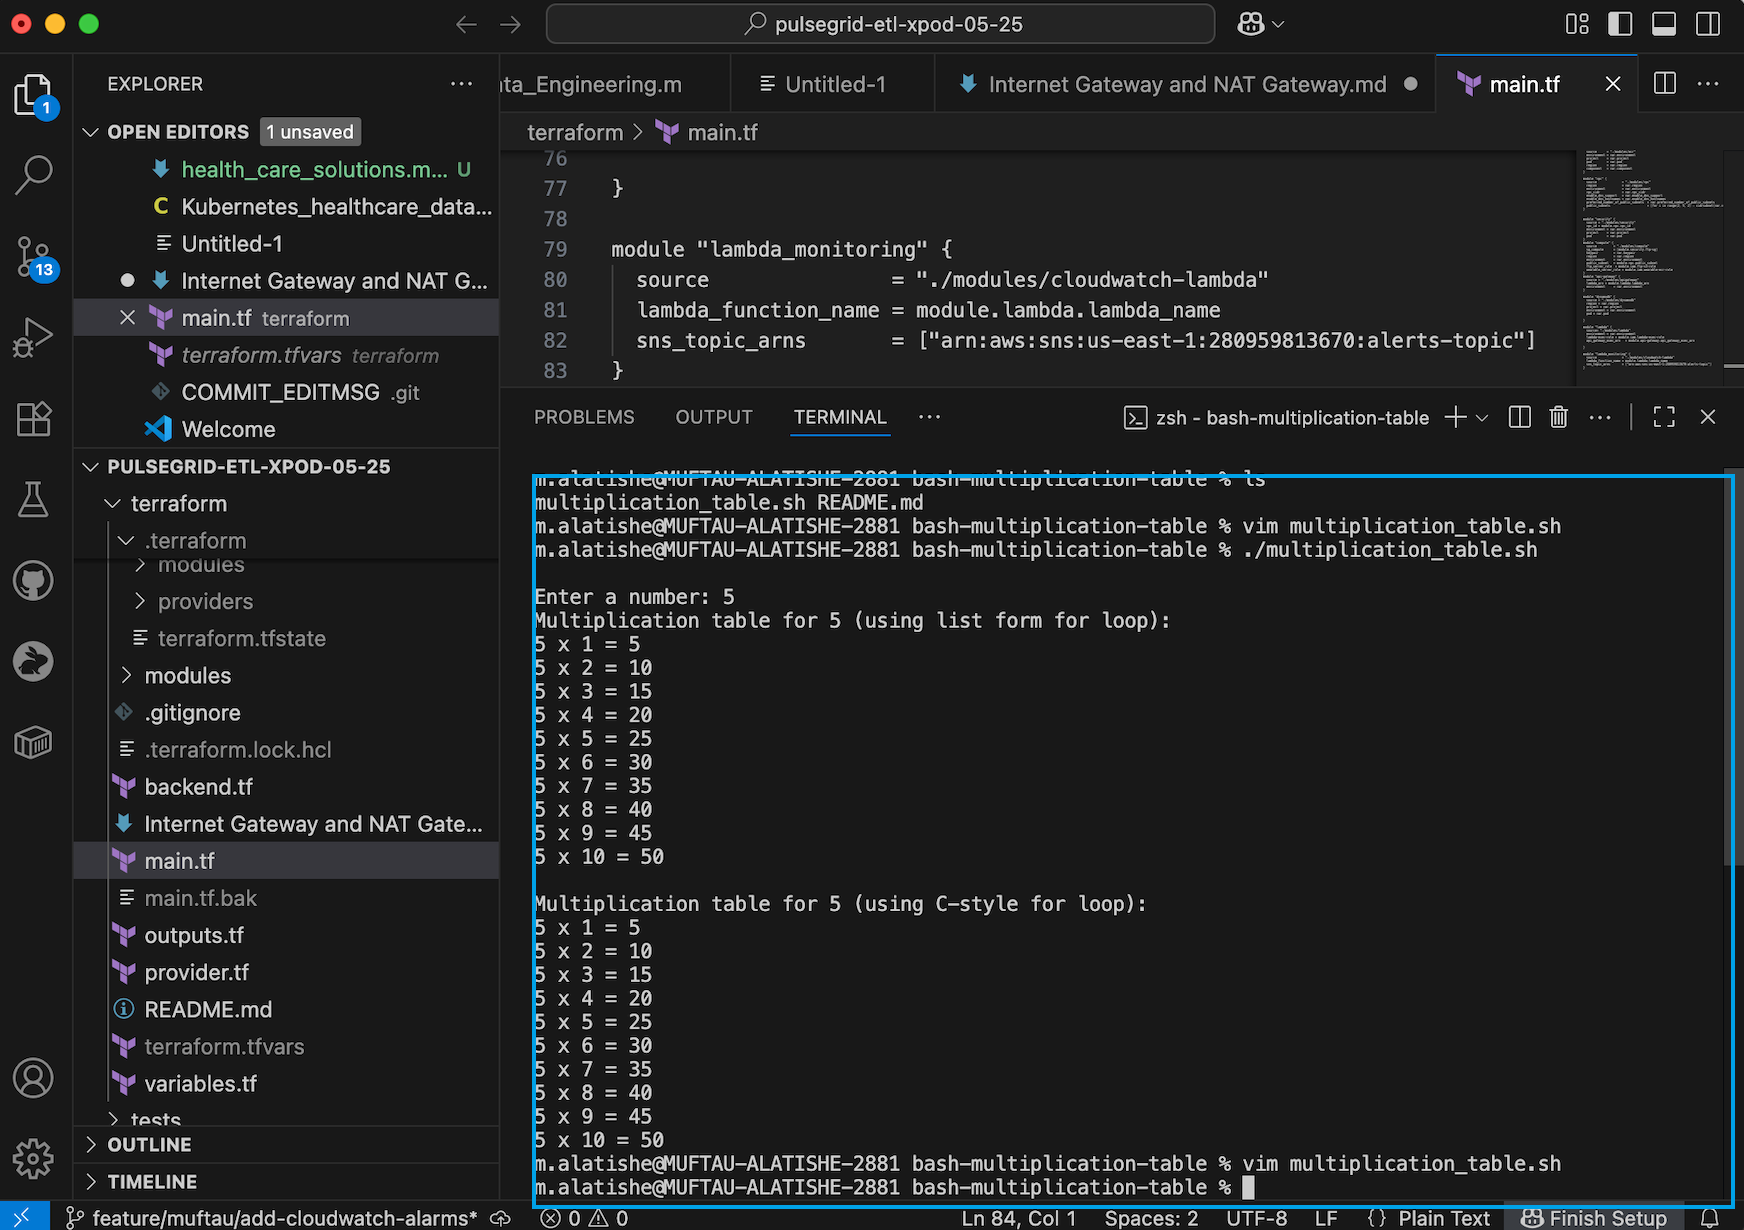 pulsegrid-etl-xpod-05-25
EXPLORER
ta_Engineering.m
Untitled-1
Internet Gateway and NAT Gateway.md
main.tf
1
OPEN EDITORS
1 unsaved
health_care_solutions.m... U
Kubernetes_healthcare_data...
Untitled-1
Internet Gateway and NAT G...
main.tf terraform
terraform.tfvars terraform
COMMIT_EDITMSG .git
Welcome
13
PULSEGRID-ETL-XPOD-05-25
terraform
.terraform
modules
providers
terraform.tfstate
modules
.gitignore
.terraform.lock.hcl
backend.tf
Internet Gateway and NAT Gate...
main.tf
main.tf.bak
outputs.tf
provider.tf
README.md
terraform.tfvars
variables.tf
tests
OUTLINE
TIMELINE
terraform > main.tf
76
77 }
78
79 module "lambda_monitoring" {
80 source = "./modules/cloudwatch-lambda"
81 lambda_function_name = module.lambda.lambda_name
82 sns_topic_arns = ["arn:aws:sns:us-east-1:280959813670:alerts-topic"]
83 }
PROBLEMS OUTPUT TERMINAL
zsh - bash-multiplication-table
m.alatishe@MUFTAU-ALATISHE-2881 bash-multiplication-table % ls
multiplication_table.sh README.md
m.alatishe@MUFTAU-ALATISHE-2881 bash-multiplication-table % vim multiplication_table.sh
m.alatishe@MUFTAU-ALATISHE-2881 bash-multiplication-table % ./multiplication_table.sh
Enter a number: 5
Multiplication table for 5 (using list form for loop):
5 x 1 = 5
5 x 2 = 10
5 x 3 = 15
5 x 4 = 20
5 x 5 = 25
5 x 6 = 30
5 x 7 = 35
5 x 8 = 40
5 x 9 = 45
5 x 10 = 50
Multiplication table for 5 (using C-style for loop):
5 x 1 = 5
5 x 2 = 10
5 x 3 = 15
5 x 4 = 20
5 x 5 = 25
5 x 6 = 30
5 x 7 = 35
5 x 8 = 40
5 x 9 = 45
5 x 10 = 50
m.alatishe@MUFTAU-ALATISHE-2881 bash-multiplication-table % vim multiplication_table.sh
m.alatishe@MUFTAU-ALATISHE-2881 bash-multiplication-table %
feature/muftau/add-cloudwatch-alarms* 0 0 Ln 84, Col 1 Spaces: 2 UTF-8 LF {} Plain Text Finish Setup